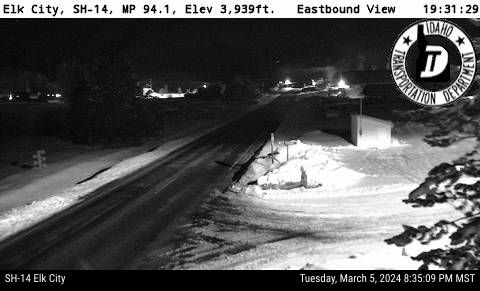 Elk City, SH-14, MP 94.1, Elev 3,939ft. Eastbound View 19:31:29
IDAHO
TRANSPORTATION DEPARTMENT
SH-14 Elk City Tuesday, March 5, 2024 8:35:09 PM MST